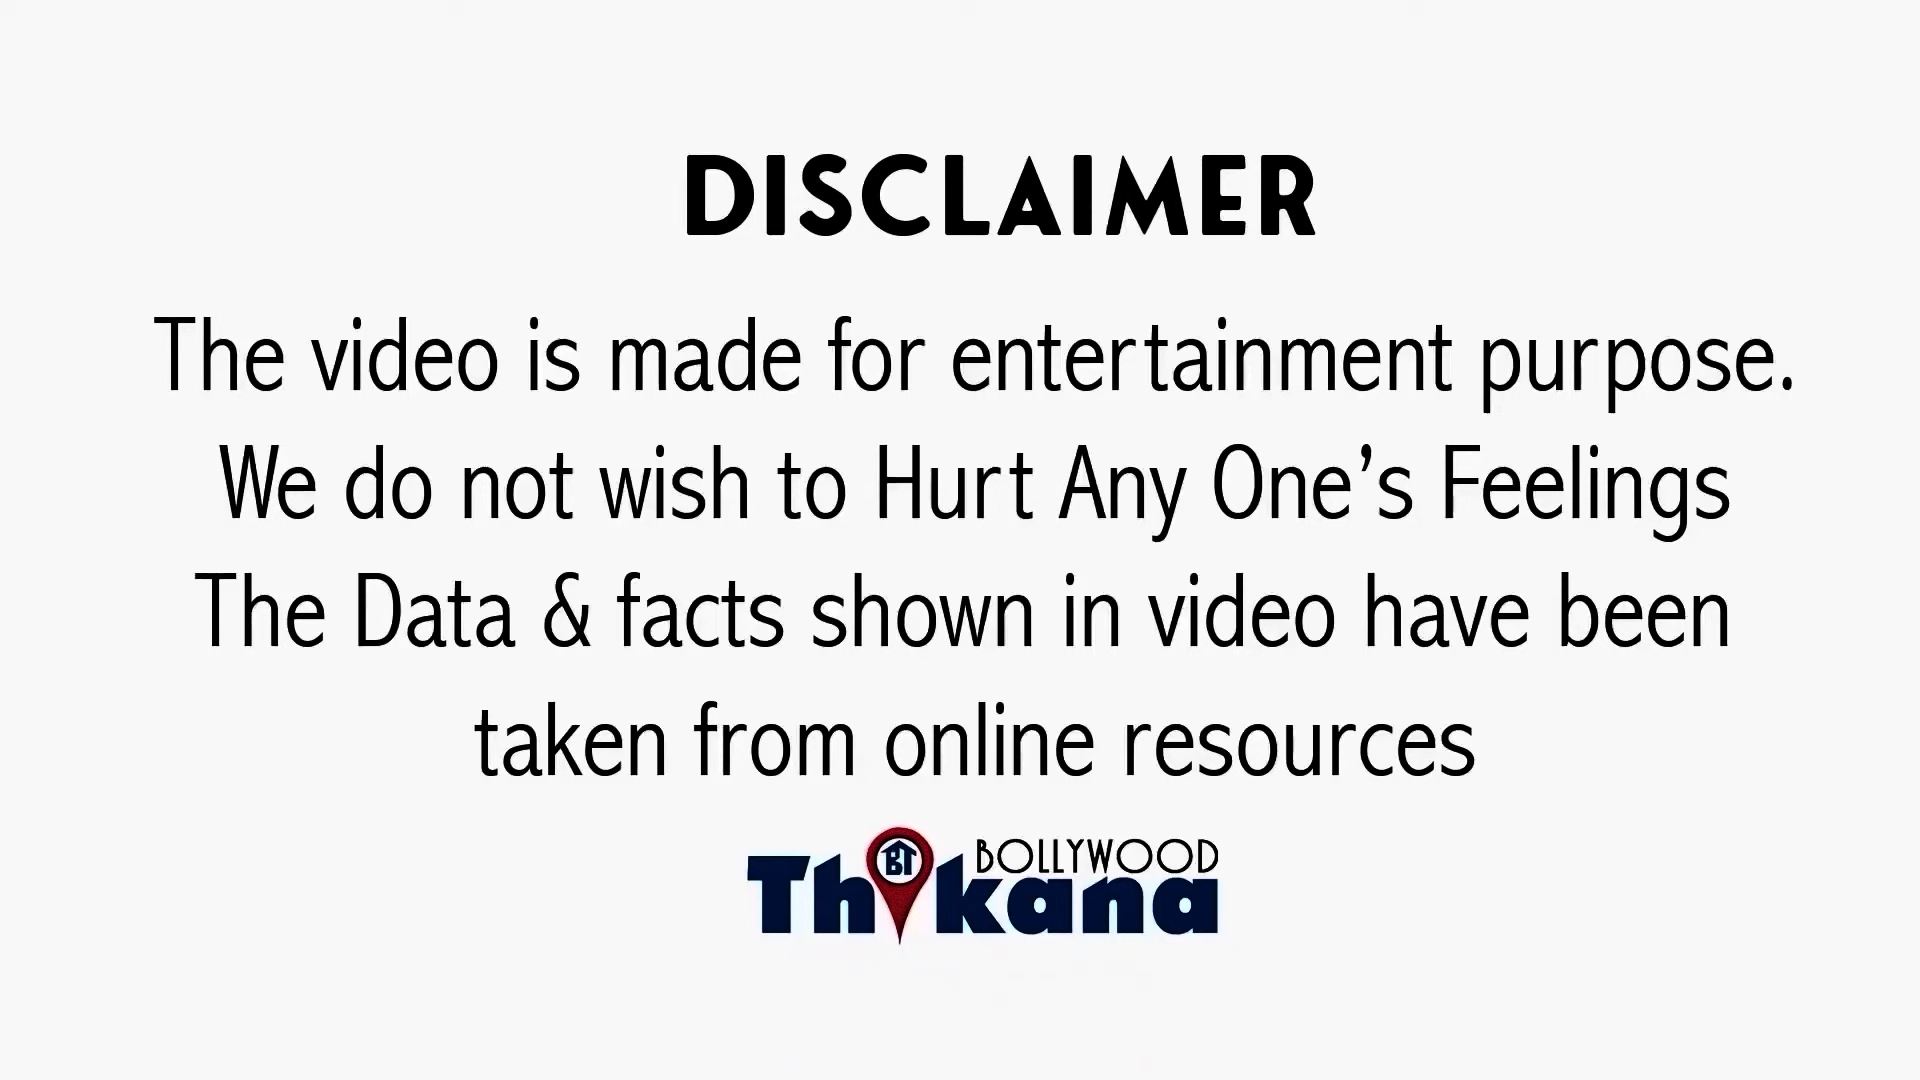 DISCLAIMER
The video is made for entertainment purpose.
We do not wish to Hurt Any One’s Feelings
The Data & facts shown in video have been
taken from online resources
BT BOLLYWOOD
Thikana